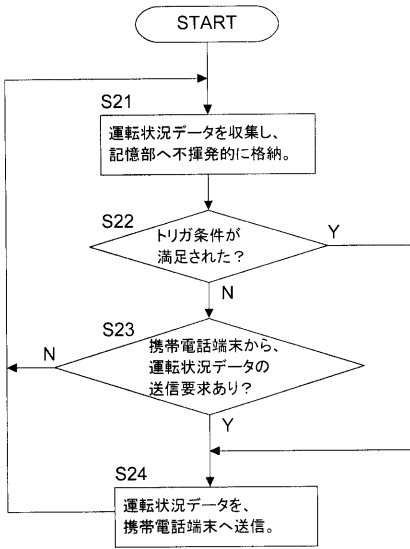 START
S21
運転状況データを収集し、
記憶部へ不揮発的に格納。
S22
トリガ条件が
満足された？
Y
N
S23
携帯電話端末から、
運転状況データの
送信要求あり？
N
Y
S24
運転状況データを、
携帯電話端末へ送信。